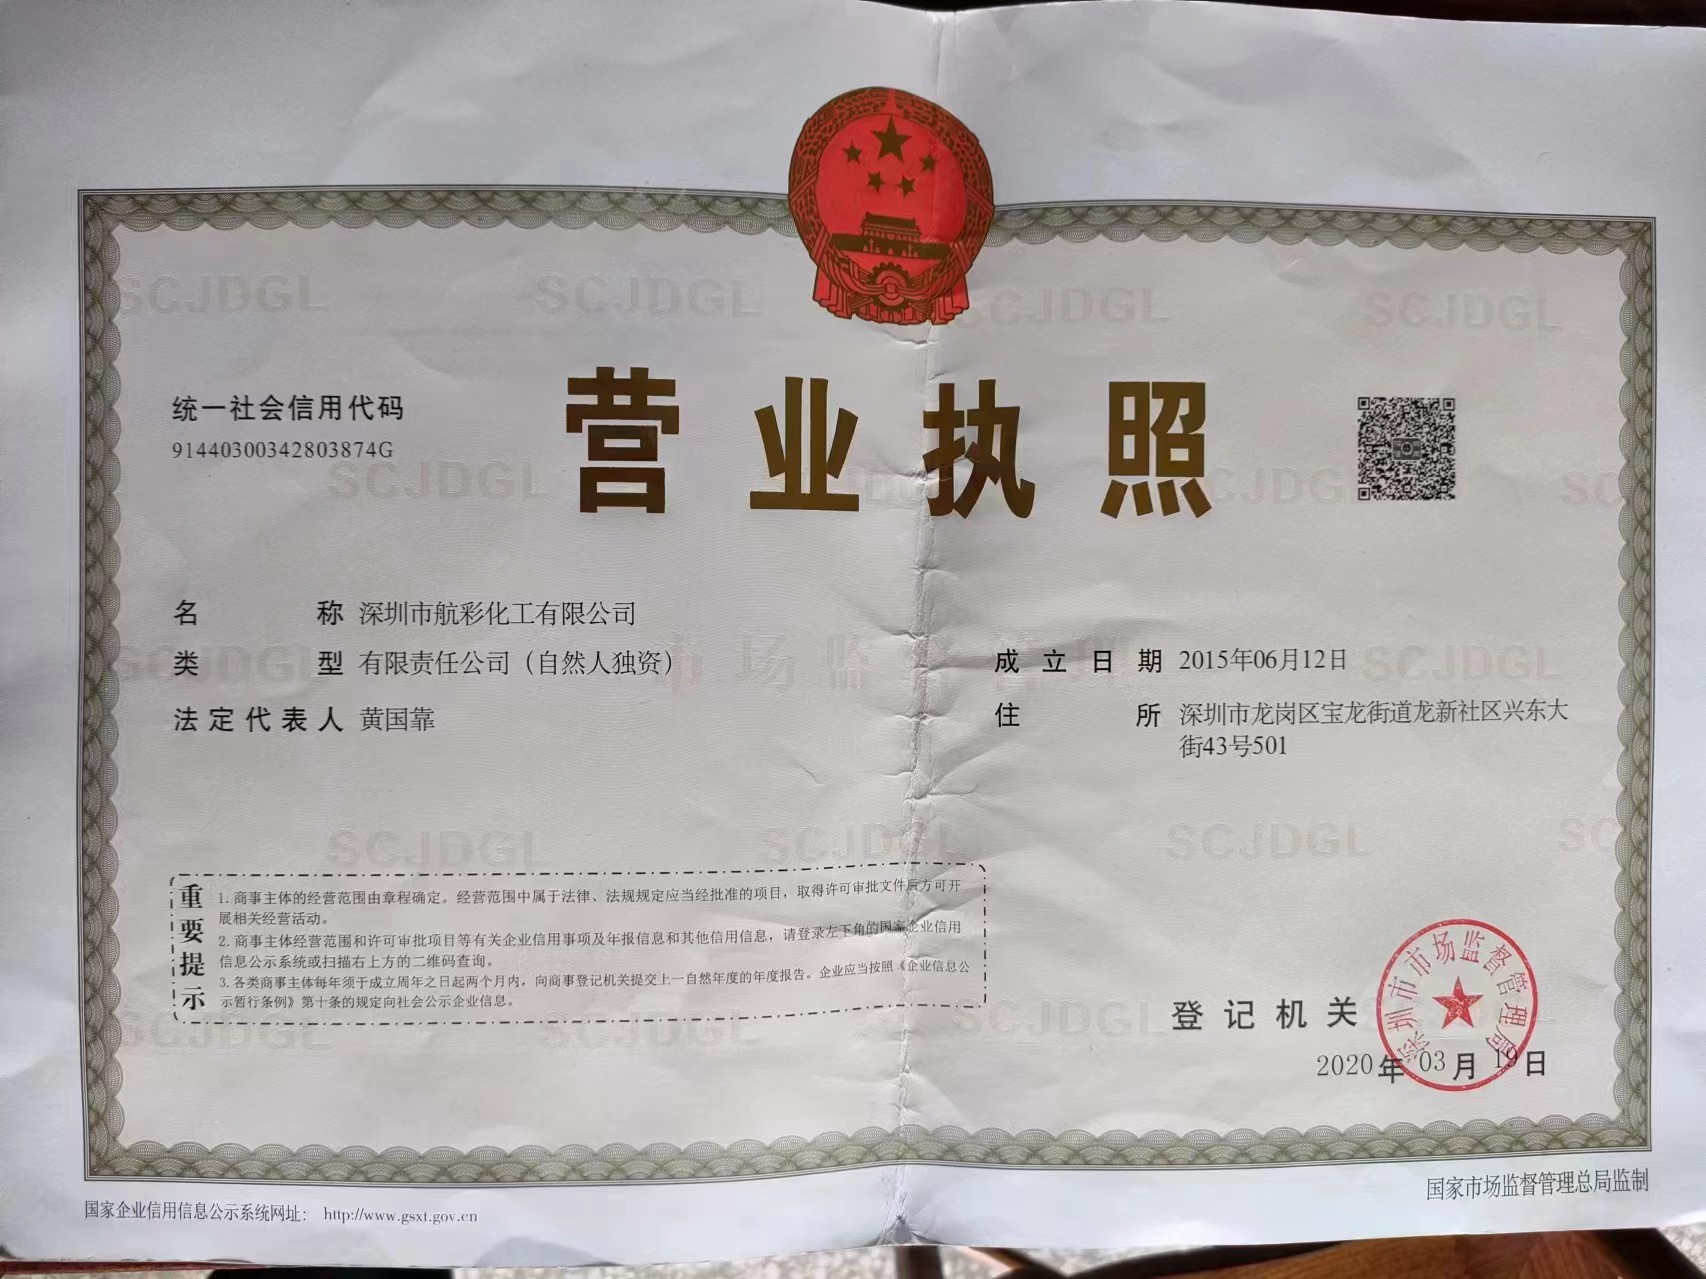 统一社会信用代码
91440300342803874G
营业执照
名称 深圳市航彩化工有限公司
类型 有限责任公司（自然人独资）
法定代表人 黄国靠
成立日期 2015年06月12日
住所 深圳市龙岗区宝龙街道龙新社区兴东大
街43号501
重要提示
1.商事主体的经营范围由章程确定。经营范围中属于法律、法规规定应当经批准的项目，取得许可审批文件后方可开
展相关经营活动。
2.商事主体经营范围和许可审批项目等有关企业信用事项及年报信息和其他信用信息，请登录左下角的国家企业信用
信息公示系统或扫描右上方的二维码查询。
3.各类商事主体每年须于成立周年之日起两个月内，向商事登记机关提交上一自然年度的年度报告。企业应当按照《企业信息公
示暂行条例》第十条的规定向社会公示企业信息。
登记机关
深圳市市场监督管理局
2020年03月19日
国家企业信用信息公示系统网址： http://www.gsxt.gov.cn
国家市场监督管理总局监制
SCJDGL
市场监督管理